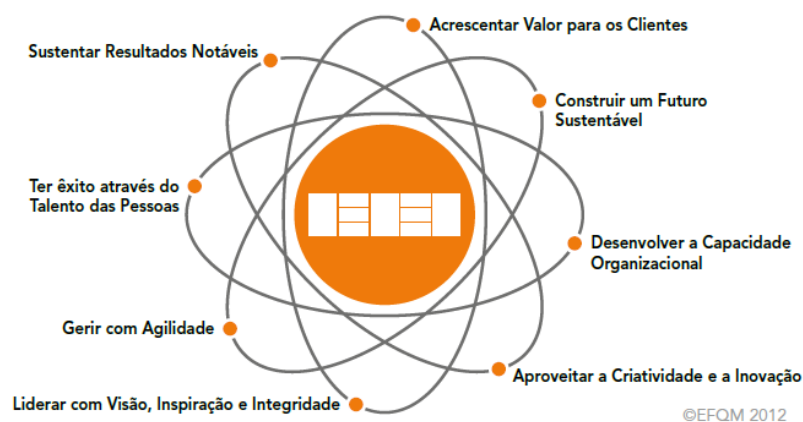 Acrescentar Valor para os Clientes
Sustentar Resultados Notáveis
Construir um Futuro
Sustentável
Ter êxito através do
Talento das Pessoas
Desenvolver a Capacidade
Organizacional
Gerir com Agilidade
Aproveitar a Criatividade e a Inovação
Liderar com Visão, Inspiração e Integridade
©EFQM 2012